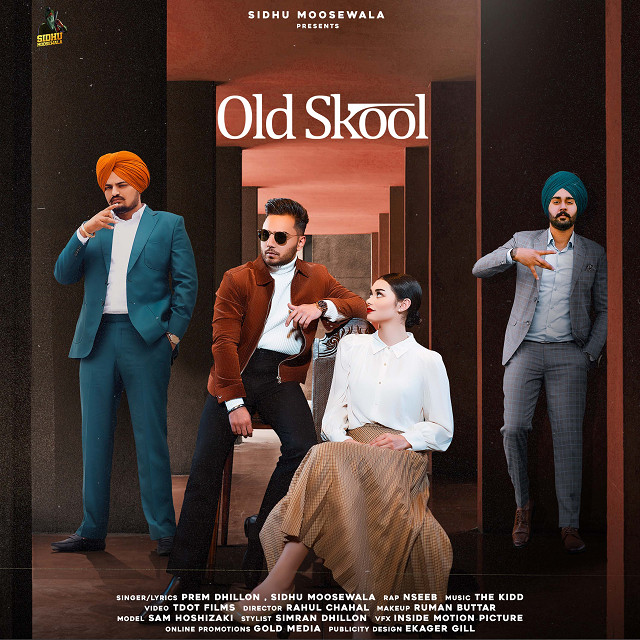 SIDHU MOOSEWALA
PRESENTS
SIDHU
MOOSEWALA
Old Skool
SINGER/LYRICS PREM DHILLON , SIDHU MOOSEWALA RAP NSEEB MUSIC THE KIDD
VIDEO TDOT FILMS DIRECTOR RAHUL CHAHAL MAKEUP RUMAN BUTTAR
MODEL SAM HOSHIZAKI STYLIST SIMRAN DHILLON VFX INSIDE MOTION PICTURE
ONLINE PROMOTIONS GOLD MEDIA PUBLICITY DESIGN EKAGER GILL